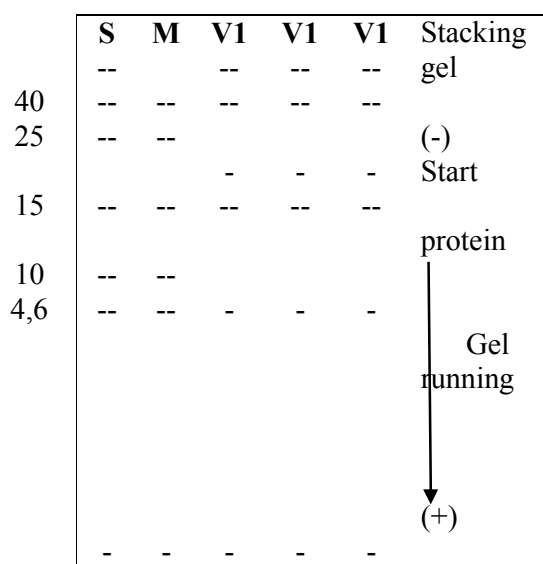 S M V1 V1 V1 Stacking
-- -- -- -- gel
40 -- -- -- -- --
25 -- -- (-)
- - - Start
15 -- -- -- -- --
protein
10 -- --
4,6 -- -- - - -
Gel
running
(+)
- - - - -